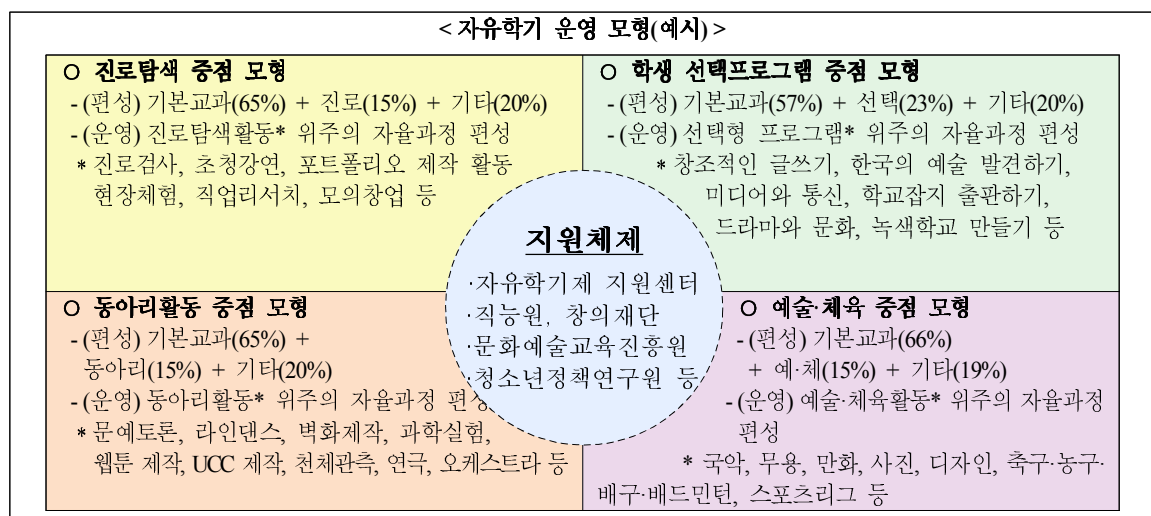 < 자유학기 운영 모형(예시) >
○ 진로탐색 중점 모형
- (편성) 기본교과(65%) + 진로(15%) + 기타(20%)
- (운영) 진로탐색활동* 위주의 자율과정 편성
* 진로검사, 초청강연, 포트폴리오 제작 활동
현장체험, 직업리서치, 모의창업 등
○ 학생 선택프로그램 중점 모형
- (편성) 기본교과(57%) + 선택(23%) + 기타(20%)
- (운영) 선택형 프로그램* 위주의 자율과정 편성
* 창조적인 글쓰기, 한국의 예술 발견하기,
미디어와 통신, 학교잡지 출판하기,
드라마와 문화, 녹색학교 만들기 등
지원체제
·자유학기제 지원센터
·직능원, 창의재단
·문화예술교육진흥원
·청소년정책연구원 등
○ 동아리활동 중점 모형
- (편성) 기본교과(65%) +
동아리(15%) + 기타(20%)
- (운영) 동아리활동* 위주의 자율과정 편성
* 문예토론, 라인댄스, 벽화제작, 과학실험,
웹툰 제작, UCC 제작, 천체관측, 연극, 오케스트라 등
○ 예술·체육 중점 모형
- (편성) 기본교과(66%)
+ 예·체(15%) + 기타(19%)
- (운영) 예술·체육활동* 위주의 자율과정
편성
* 국악, 무용, 만화, 사진, 디자인, 축구·농구·
배구·배드민턴, 스포츠리그 등